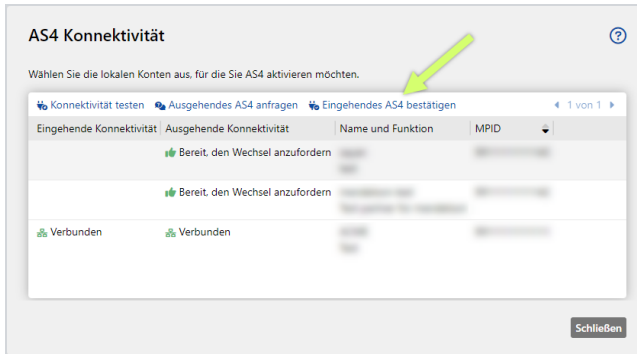 AS4 Konnektivität
Wählen Sie die lokalen Konten aus, für die Sie AS4 aktivieren möchten.
Konnektivität testen Ausgehendes AS4 anfragen Eingehendes AS4 bestätigen 1 von 1
Eingehende Konnektivität Ausgehende Konnektivität Name und Funktion MPID
Bereit, den Wechsel anzufordern
Bereit, den Wechsel anzufordern
Verbunden Verbunden
Schließen